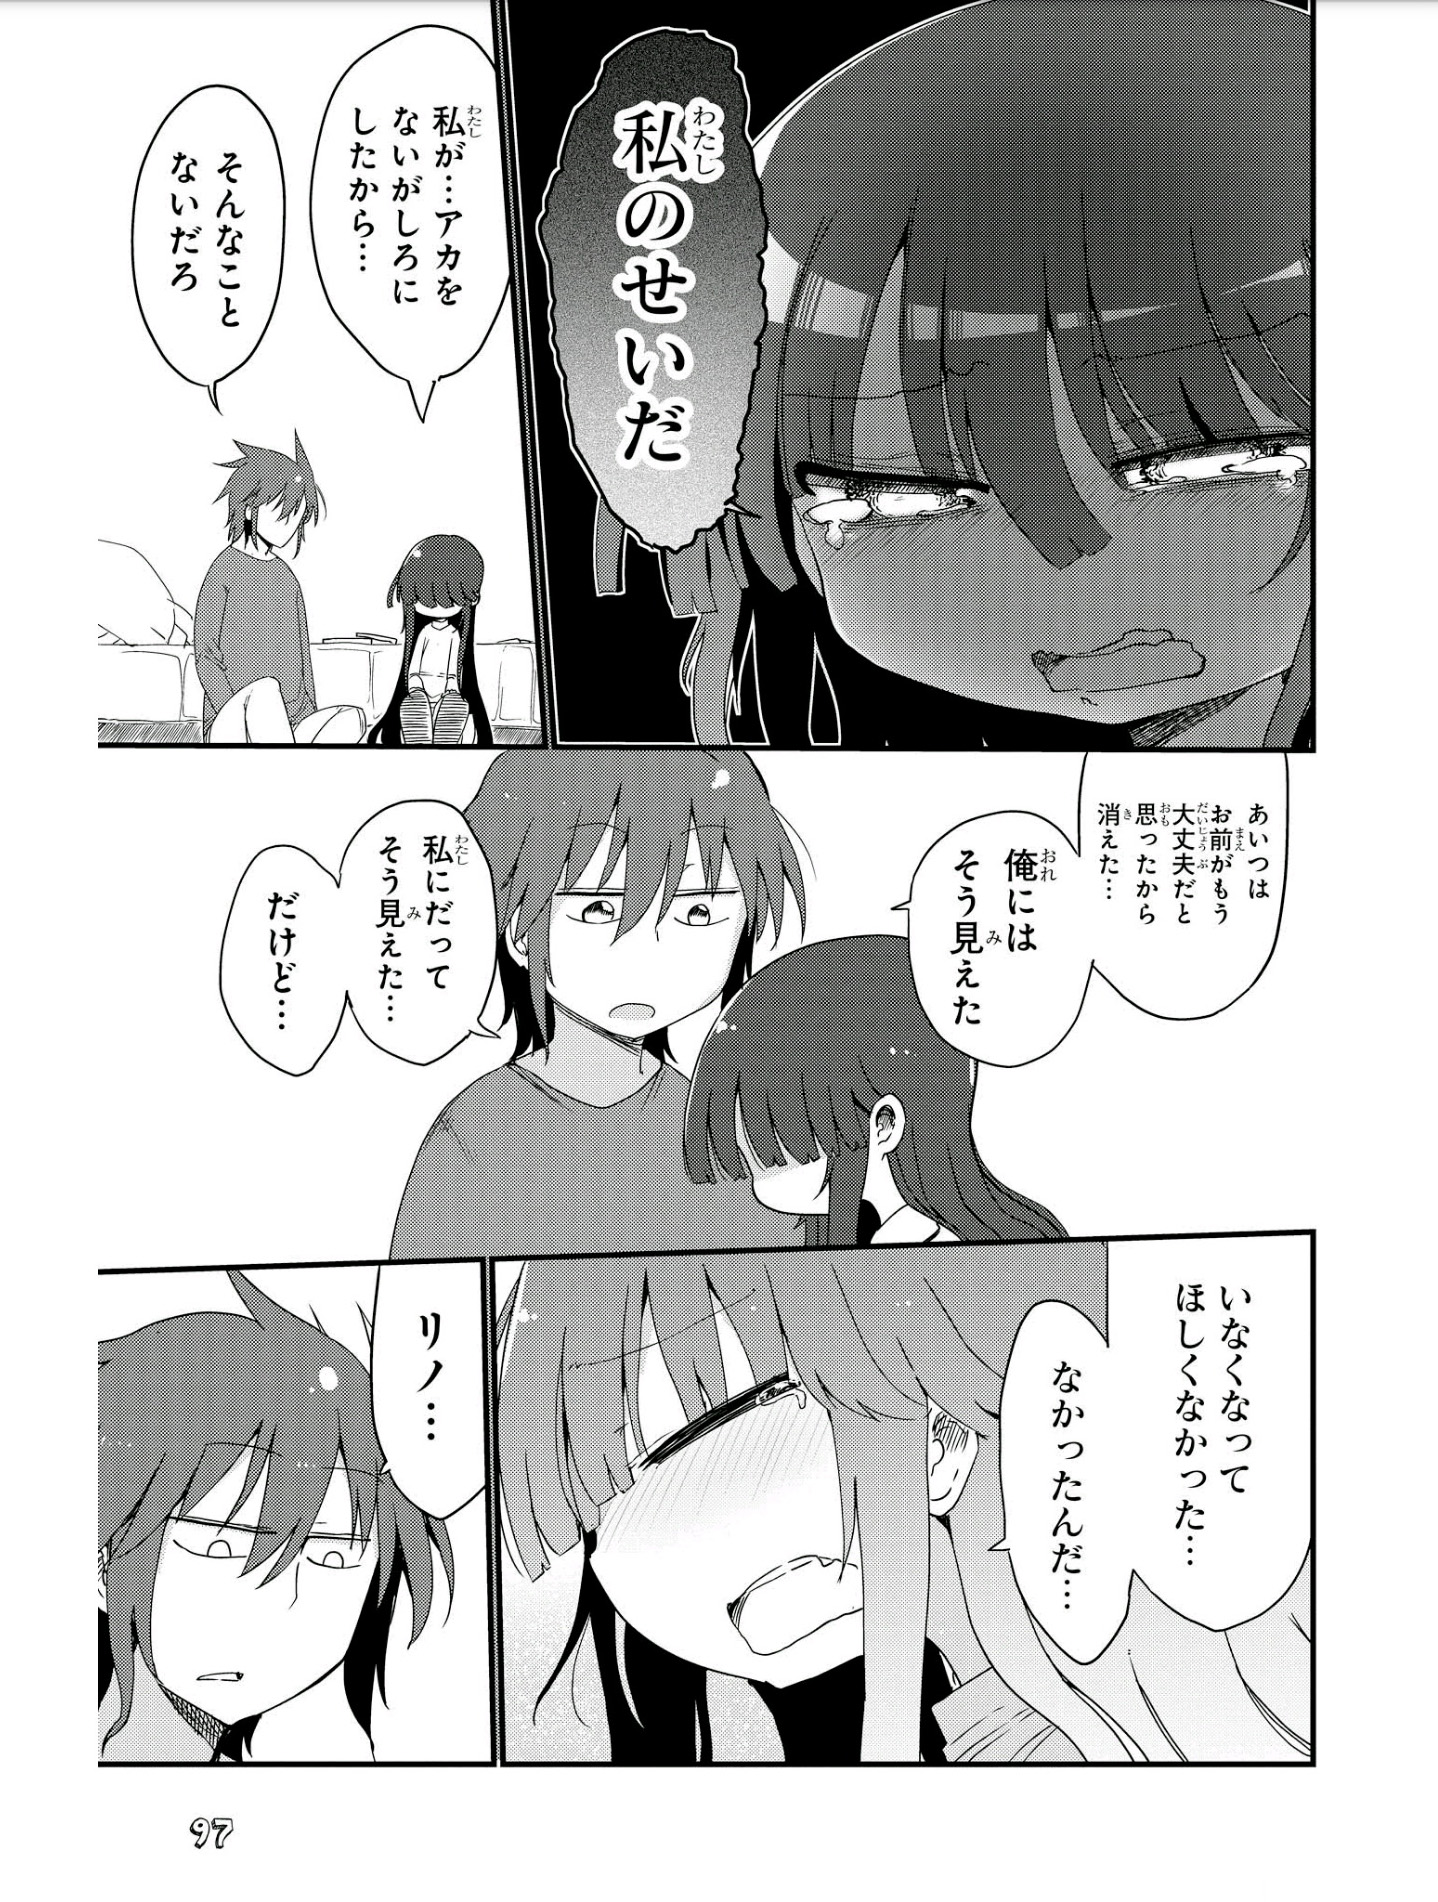 私のせいだ
私が…アカを
ないがしろに
したから…
そんなこと
ないだろ
あいつは
お前がもう
大丈夫だと
思ったから
消えた…
俺には
そう見えた
私にだって
そう見えた…
だけど…
いなくなって
ほしくなかった…
なかったんだ…
リノ…
97